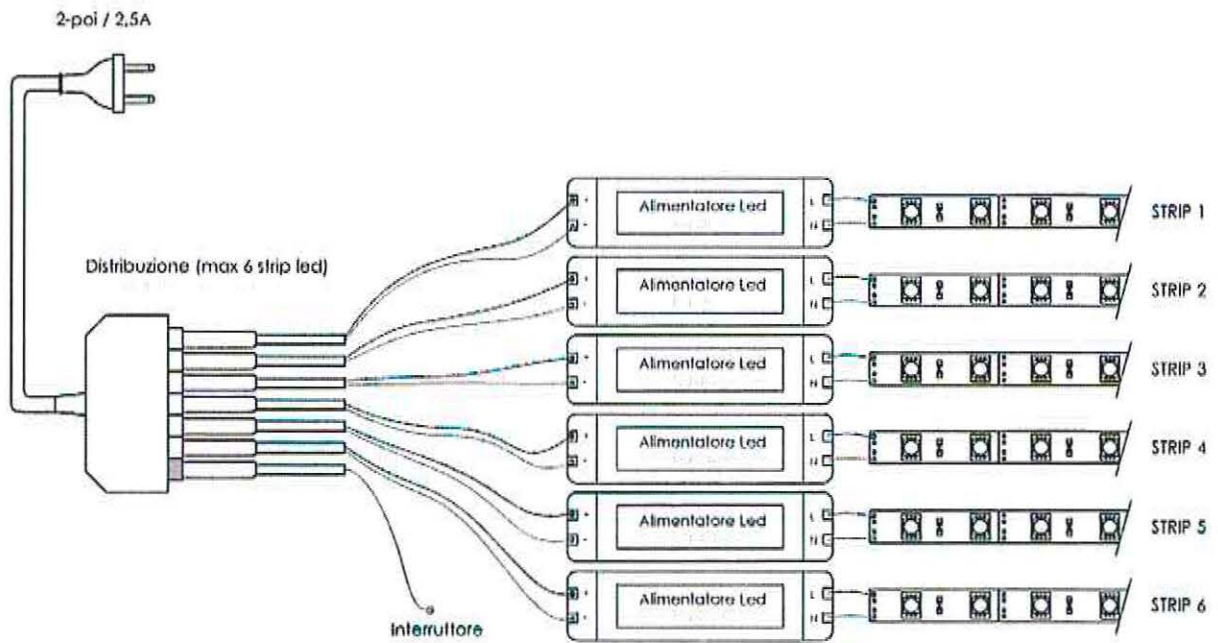 2-poi / 2,5A
Distribuzione (max 6 strip led)
Interruttore
+ Alimentatore Led L
- N
STRIP 1
+ Alimentatore Led L
- N
STRIP 2
+ Alimentatore Led L
- N
STRIP 3
+ Alimentatore Led L
- N
STRIP 4
+ Alimentatore Led L
- N
STRIP 5
+ Alimentatore Led L
- N
STRIP 6